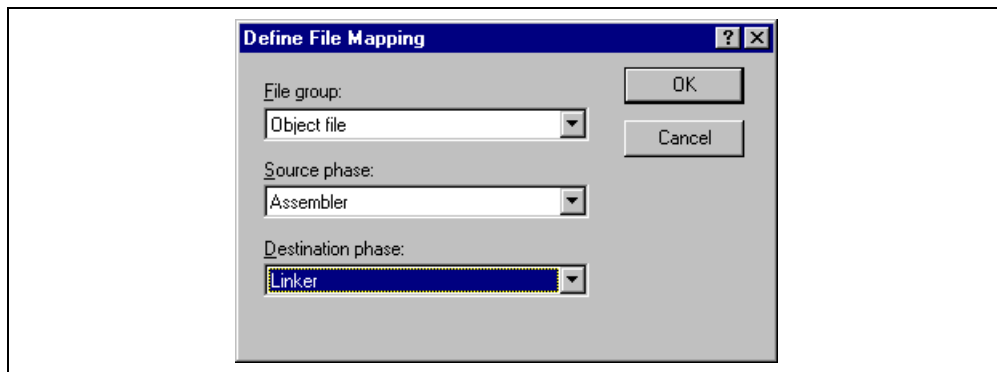 Define File Mapping
File group:
Object file
Source phase:
Assembler
Destination phase:
Linker
OK
Cancel